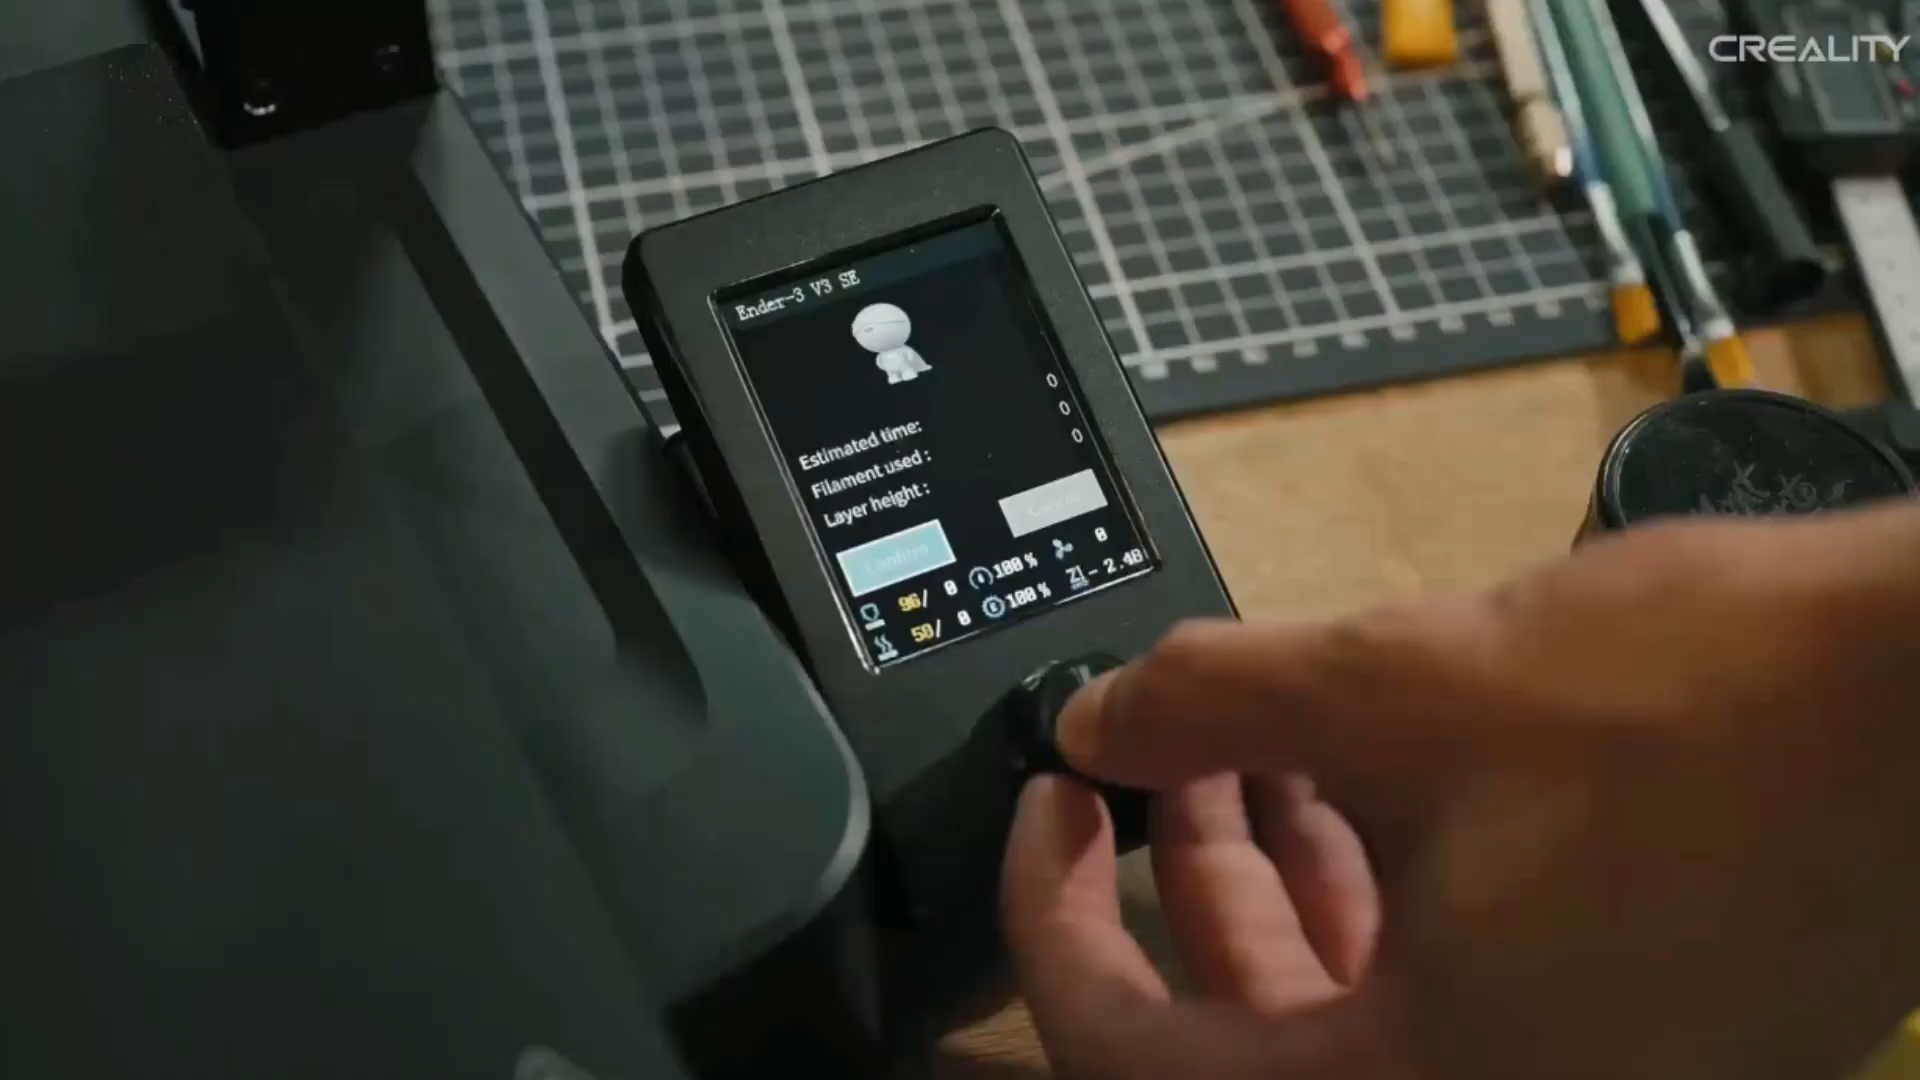 CREALITY
Ender-3 V3 SE
Estimated time: 0
Filament used : 0
Layer height : 0
Confirm
96/ 0 100 % 0
50/ 0 100 % Z -2.40